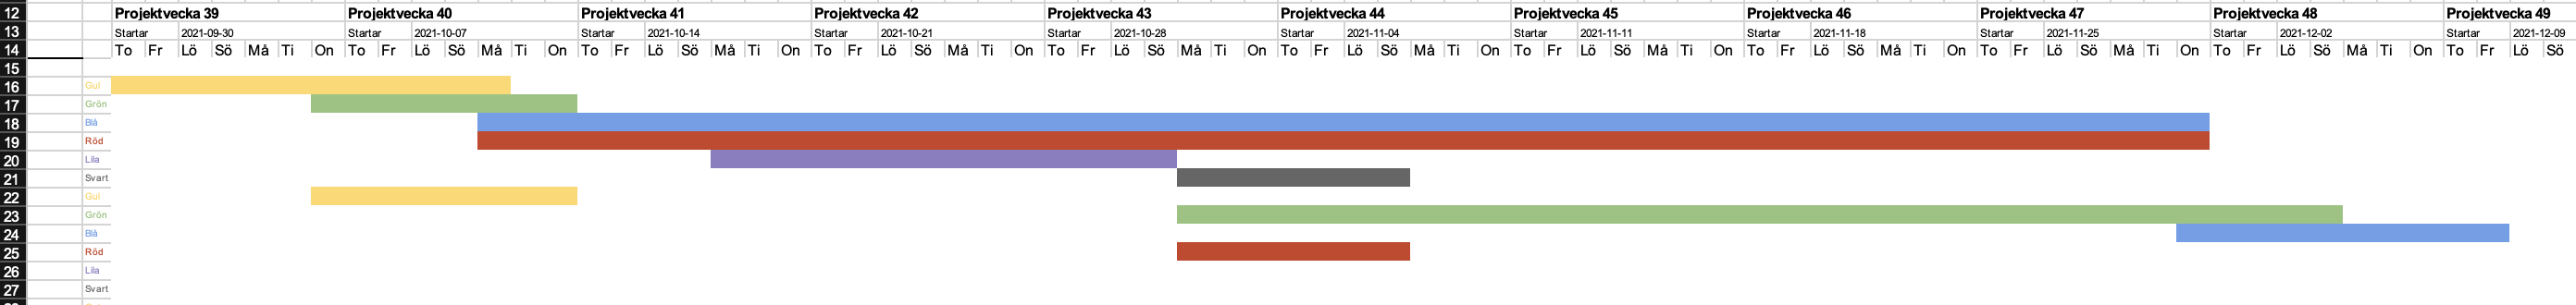 12 Projektvecka 39 Projektvecka 40 Projektvecka 41 Projektvecka 42 Projektvecka 43 Projektvecka 44 Projektvecka 45 Projektvecka 46 Projektvecka 47 Projektvecka 48 Projektvecka 49
13 Startar 2021-09-30 Startar 2021-10-07 Startar 2021-10-14 Startar 2021-10-21 Startar 2021-10-28 Startar 2021-11-04 Startar 2021-11-11 Startar 2021-11-18 Startar 2021-11-25 Startar 2021-12-02 Startar 2021-12-09
14 To Fr Lö Sö Må Ti On To Fr Lö Sö Må Ti On To Fr Lö Sö Må Ti On To Fr Lö Sö Må Ti On To Fr Lö Sö Må Ti On To Fr Lö Sö Må Ti On To Fr Lö Sö Må Ti On To Fr Lö Sö Må Ti On To Fr Lö Sö Må Ti On To Fr Lö Sö Må Ti On To Fr Lö Sö
15
16 Gul
17 Grön
18 Blå
19 Röd
20 Lila
21 Svart
22 Gul
23 Grön
24 Blå
25 Röd
26 Lila
27 Svart